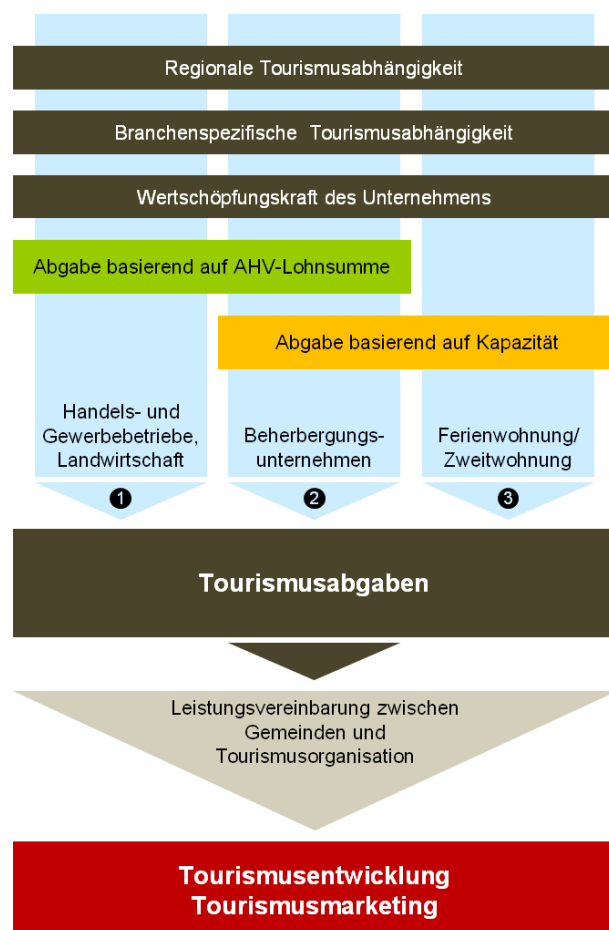 Regionale Tourismusabhängigkeit
Branchenspezifische Tourismusabhängigkeit
Wertschöpfungskraft des Unternehmens
Abgabe basierend auf AHV-Lohnsumme
Abgabe basierend auf Kapazität
Handels- und
Gewerbebetriebe,
Landwirtschaft
Beherbergungs-
unternehmen
Ferienwohnung/
Zweitwohnung
1
2
3
Tourismusabgaben
Leistungsvereinbarung zwischen
Gemeinden und
Tourismusorganisation
Tourismusentwicklung
Tourismusmarketing